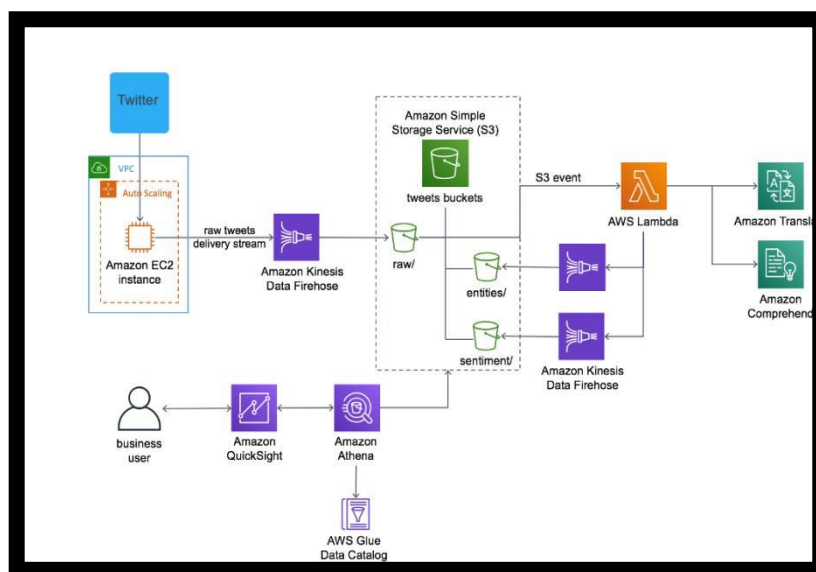 Twitter
VPC
Auto Scaling
Amazon EC2
instance
raw tweets
delivery stream
Amazon Kinesis
Data Firehose
Amazon Simple
Storage Service (S3)
tweets buckets
raw/
entities/
sentiment/
S3 event
AWS Lambda
Amazon Transla
Amazon
Comprehend
Amazon Kinesis
Data Firehose
business
user
Amazon
QuickSight
Amazon
Athena
AWS Glue
Data Catalog